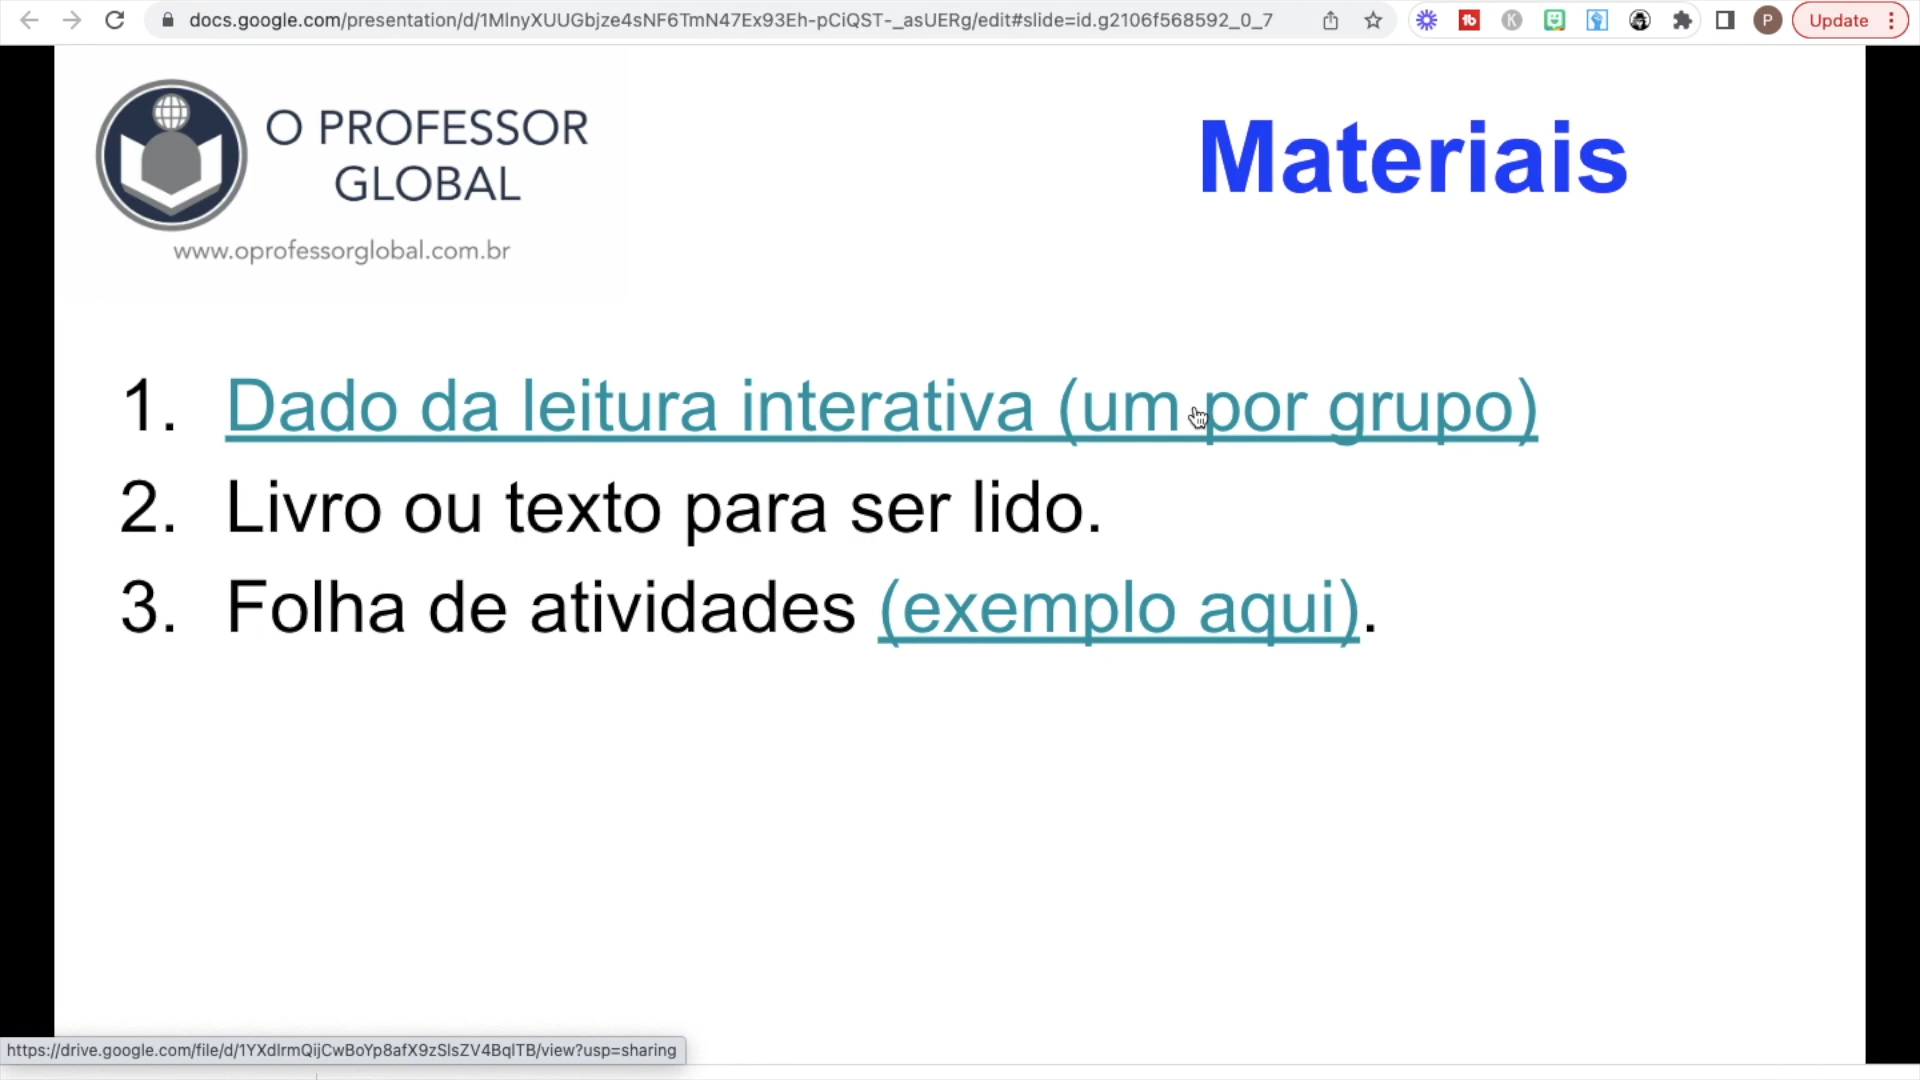 docs.google.com/presentation/d/1MlnyXUUGbjze4sNF6TmN47Ex93Eh-pCiQST-_asUERg/edit#slide=id.g2106f568592_0_7
Update
O PROFESSOR
GLOBAL
www.oprofessorglobal.com.br
Materiais
1. Dado da leitura interativa (um por grupo)
2. Livro ou texto para ser lido.
3. Folha de atividades (exemplo aqui).
https://drive.google.com/file/d/1YXdIrmQijCwBoYp8afX9zSlsZV4BqlTB/view?usp=sharing